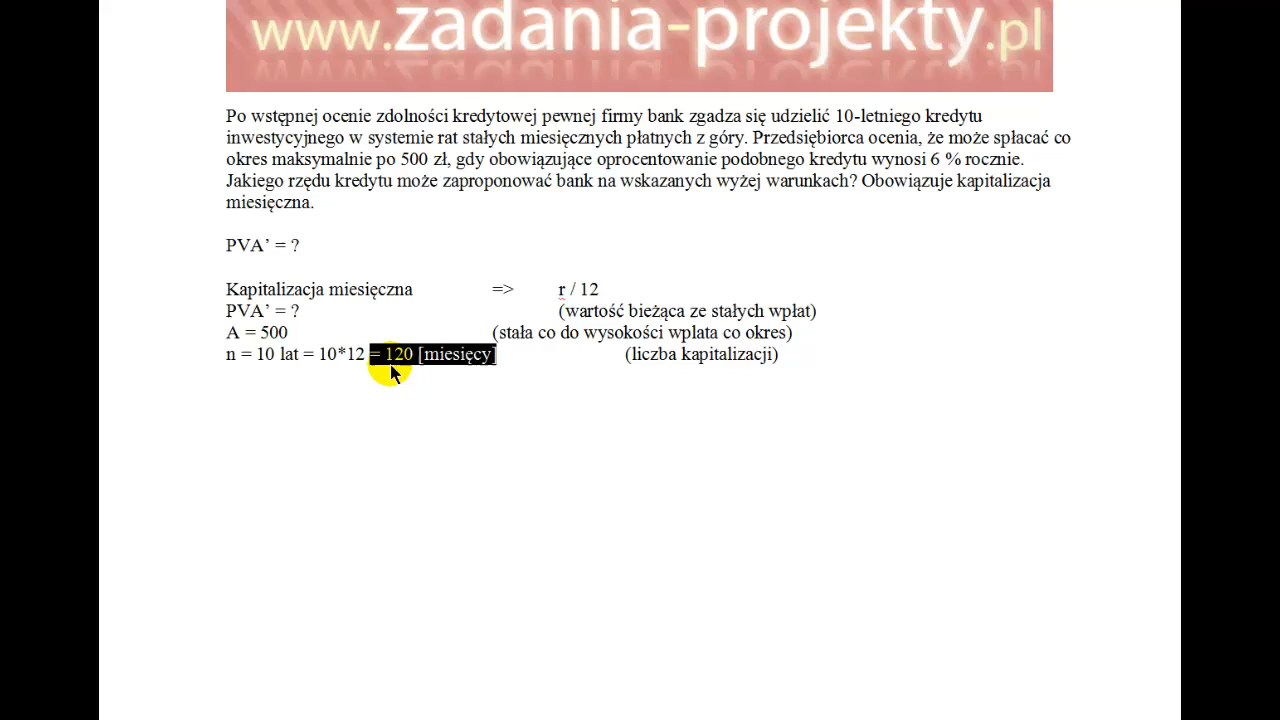 www.zadania-projekty.pl
Po wstępnej ocenie zdolności kredytowej pewnej firmy bank zgadza się udzielić 10-letniego kredytu
inwestycyjnego w systemie rat stałych miesięcznych płatnych z góry. Przedsiębiorca ocenia, że może spłacać co
okres maksymalnie po 500 zł, gdy obowiązujące oprocentowanie podobnego kredytu wynosi 6 % rocznie.
Jakiego rzędu kredytu może zaproponować bank na wskazanych wyżej warunkach? Obowiązuje kapitalizacja
miesięczna.
PVA’ = ?
Kapitalizacja miesięczna => r / 12
PVA’ = ? (wartość bieżąca ze stałych wpłat)
A = 500 (stała co do wysokości wplata co okres)
n = 10 lat = 10*12 = 120 [miesięcy] (liczba kapitalizacji)